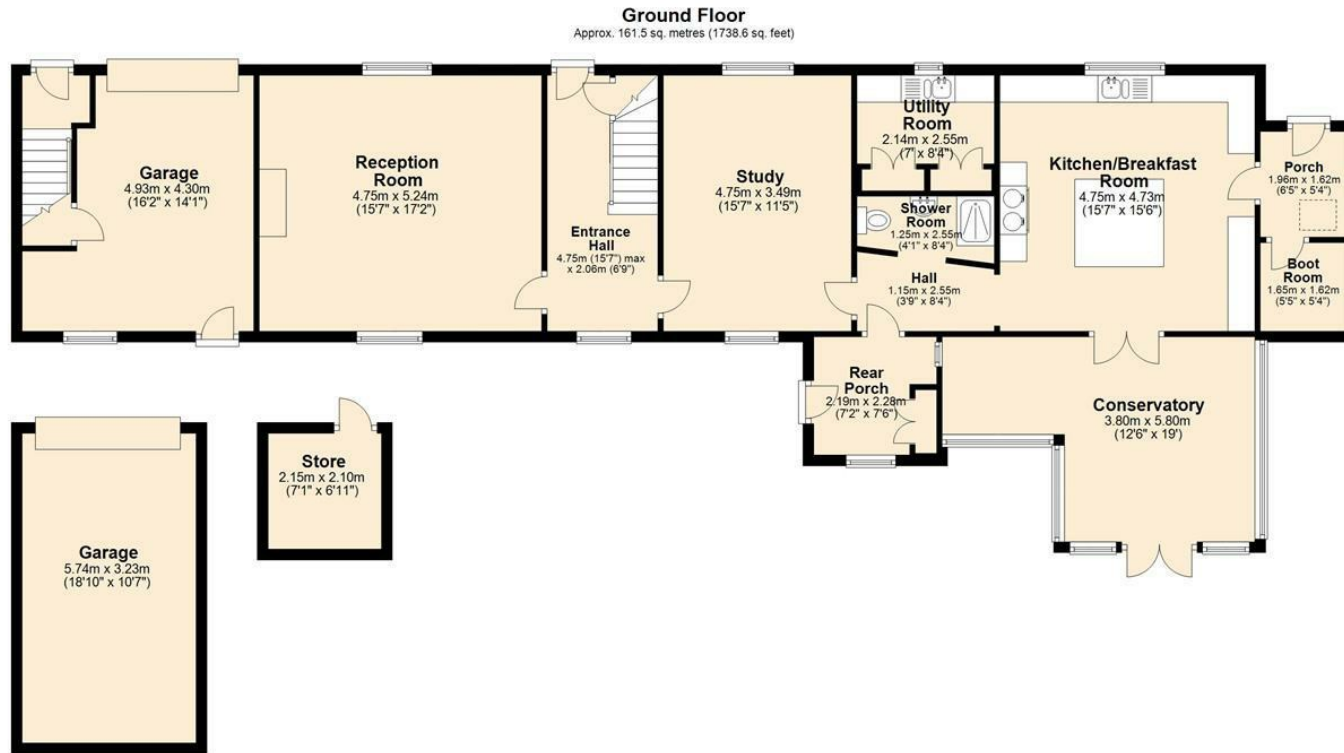 Ground Floor
Approx. 161.5 sq. metres (1738.6 sq. feet)
Garage
4.93m x 4.30m
(16'2" x 14'1")
Reception
Room
4.75m x 5.24m
(15'7" x 17'2")
Entrance
Hall
4.75m (15'7") max
x 2.06m (6'9")
Study
4.75m x 3.49m
(15'7" x 11'5")
Utility
Room
2.14m x 2.55m
(7' x 8'4")
Shower
Room
1.25m x 2.55m
(4'1" x 8'4")
Hall
1.15m x 2.55m
(3'9" x 8'4")
Kitchen/Breakfast
Room
4.75m x 4.73m
(15'7" x 15'6")
Porch
1.96m x 1.62m
(6'5" x 5'4")
Boot
Room
1.65m x 1.62m
(5'5" x 5'4")
Rear
Porch
2.19m x 2.28m
(7'2" x 7'6")
Conservatory
3.80m x 5.80m
(12'6" x 19')
Store
2.15m x 2.10m
(7'1" x 6'11")
Garage
5.74m x 3.23m
(18'10" x 10'7")